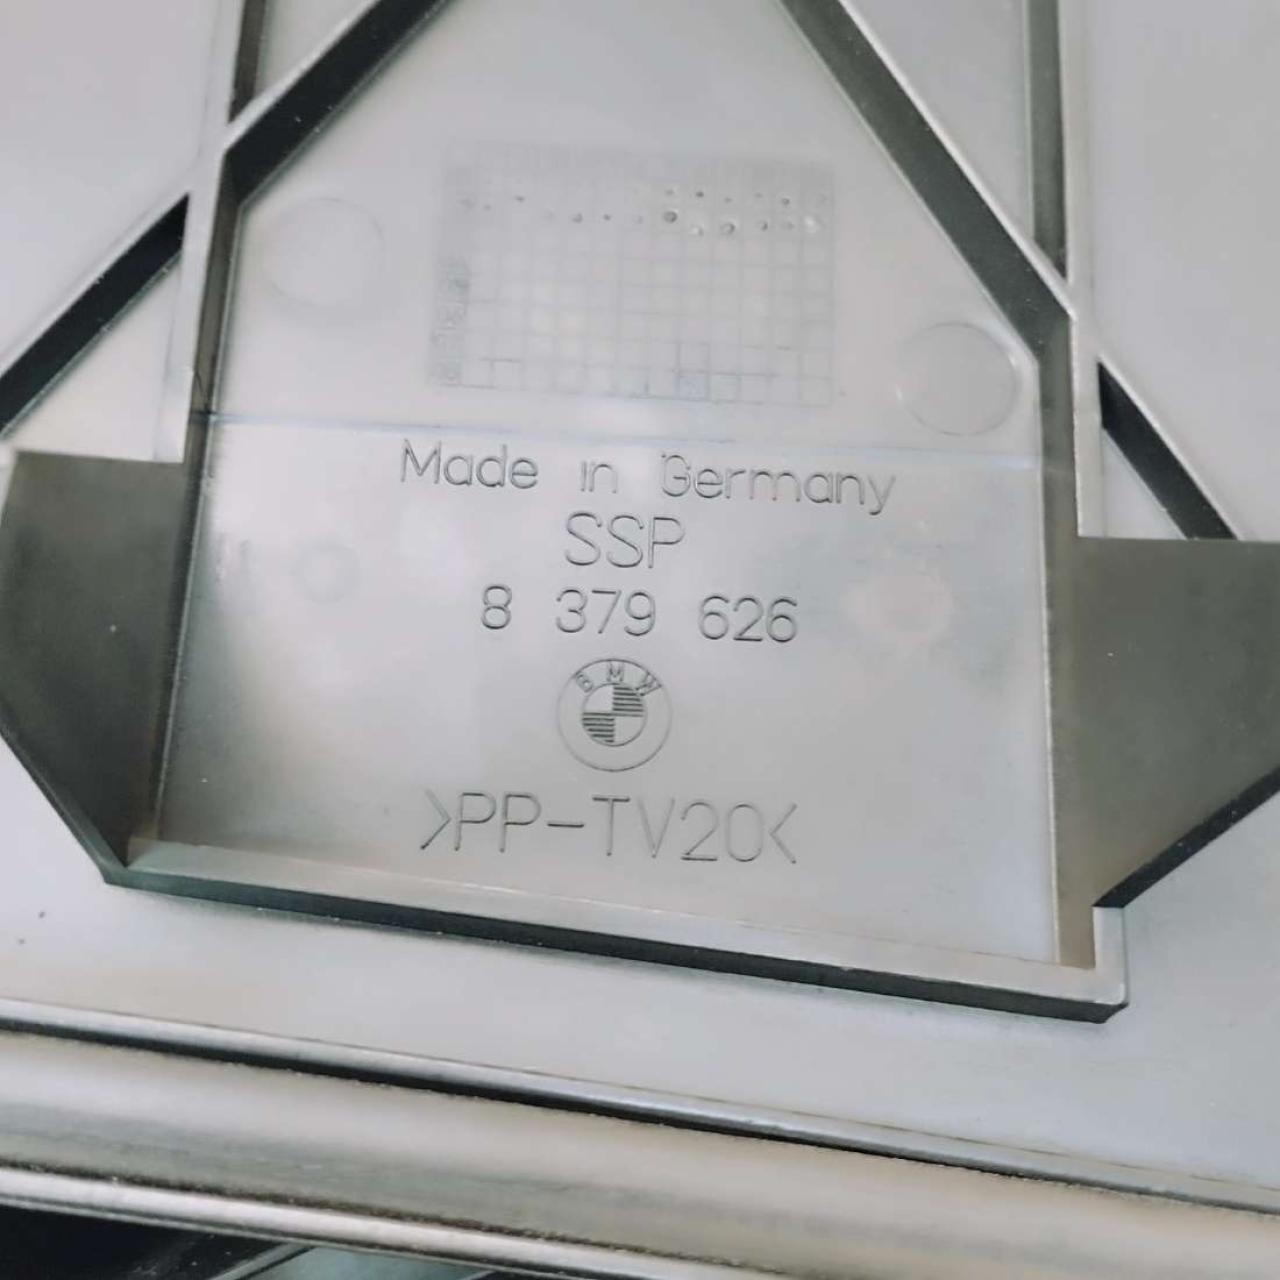 Made in Germany
SSP
8 379 626
BMW
>PP-TV20<